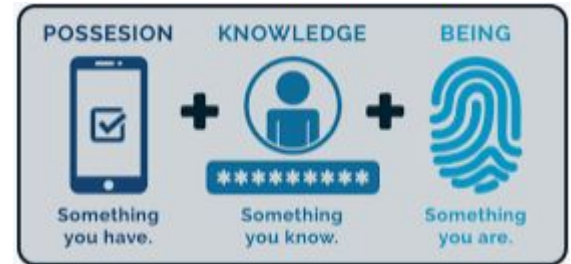 POSSESION KNOWLEDGE BEING
*********
Something Something Something
you have. you know. you are.